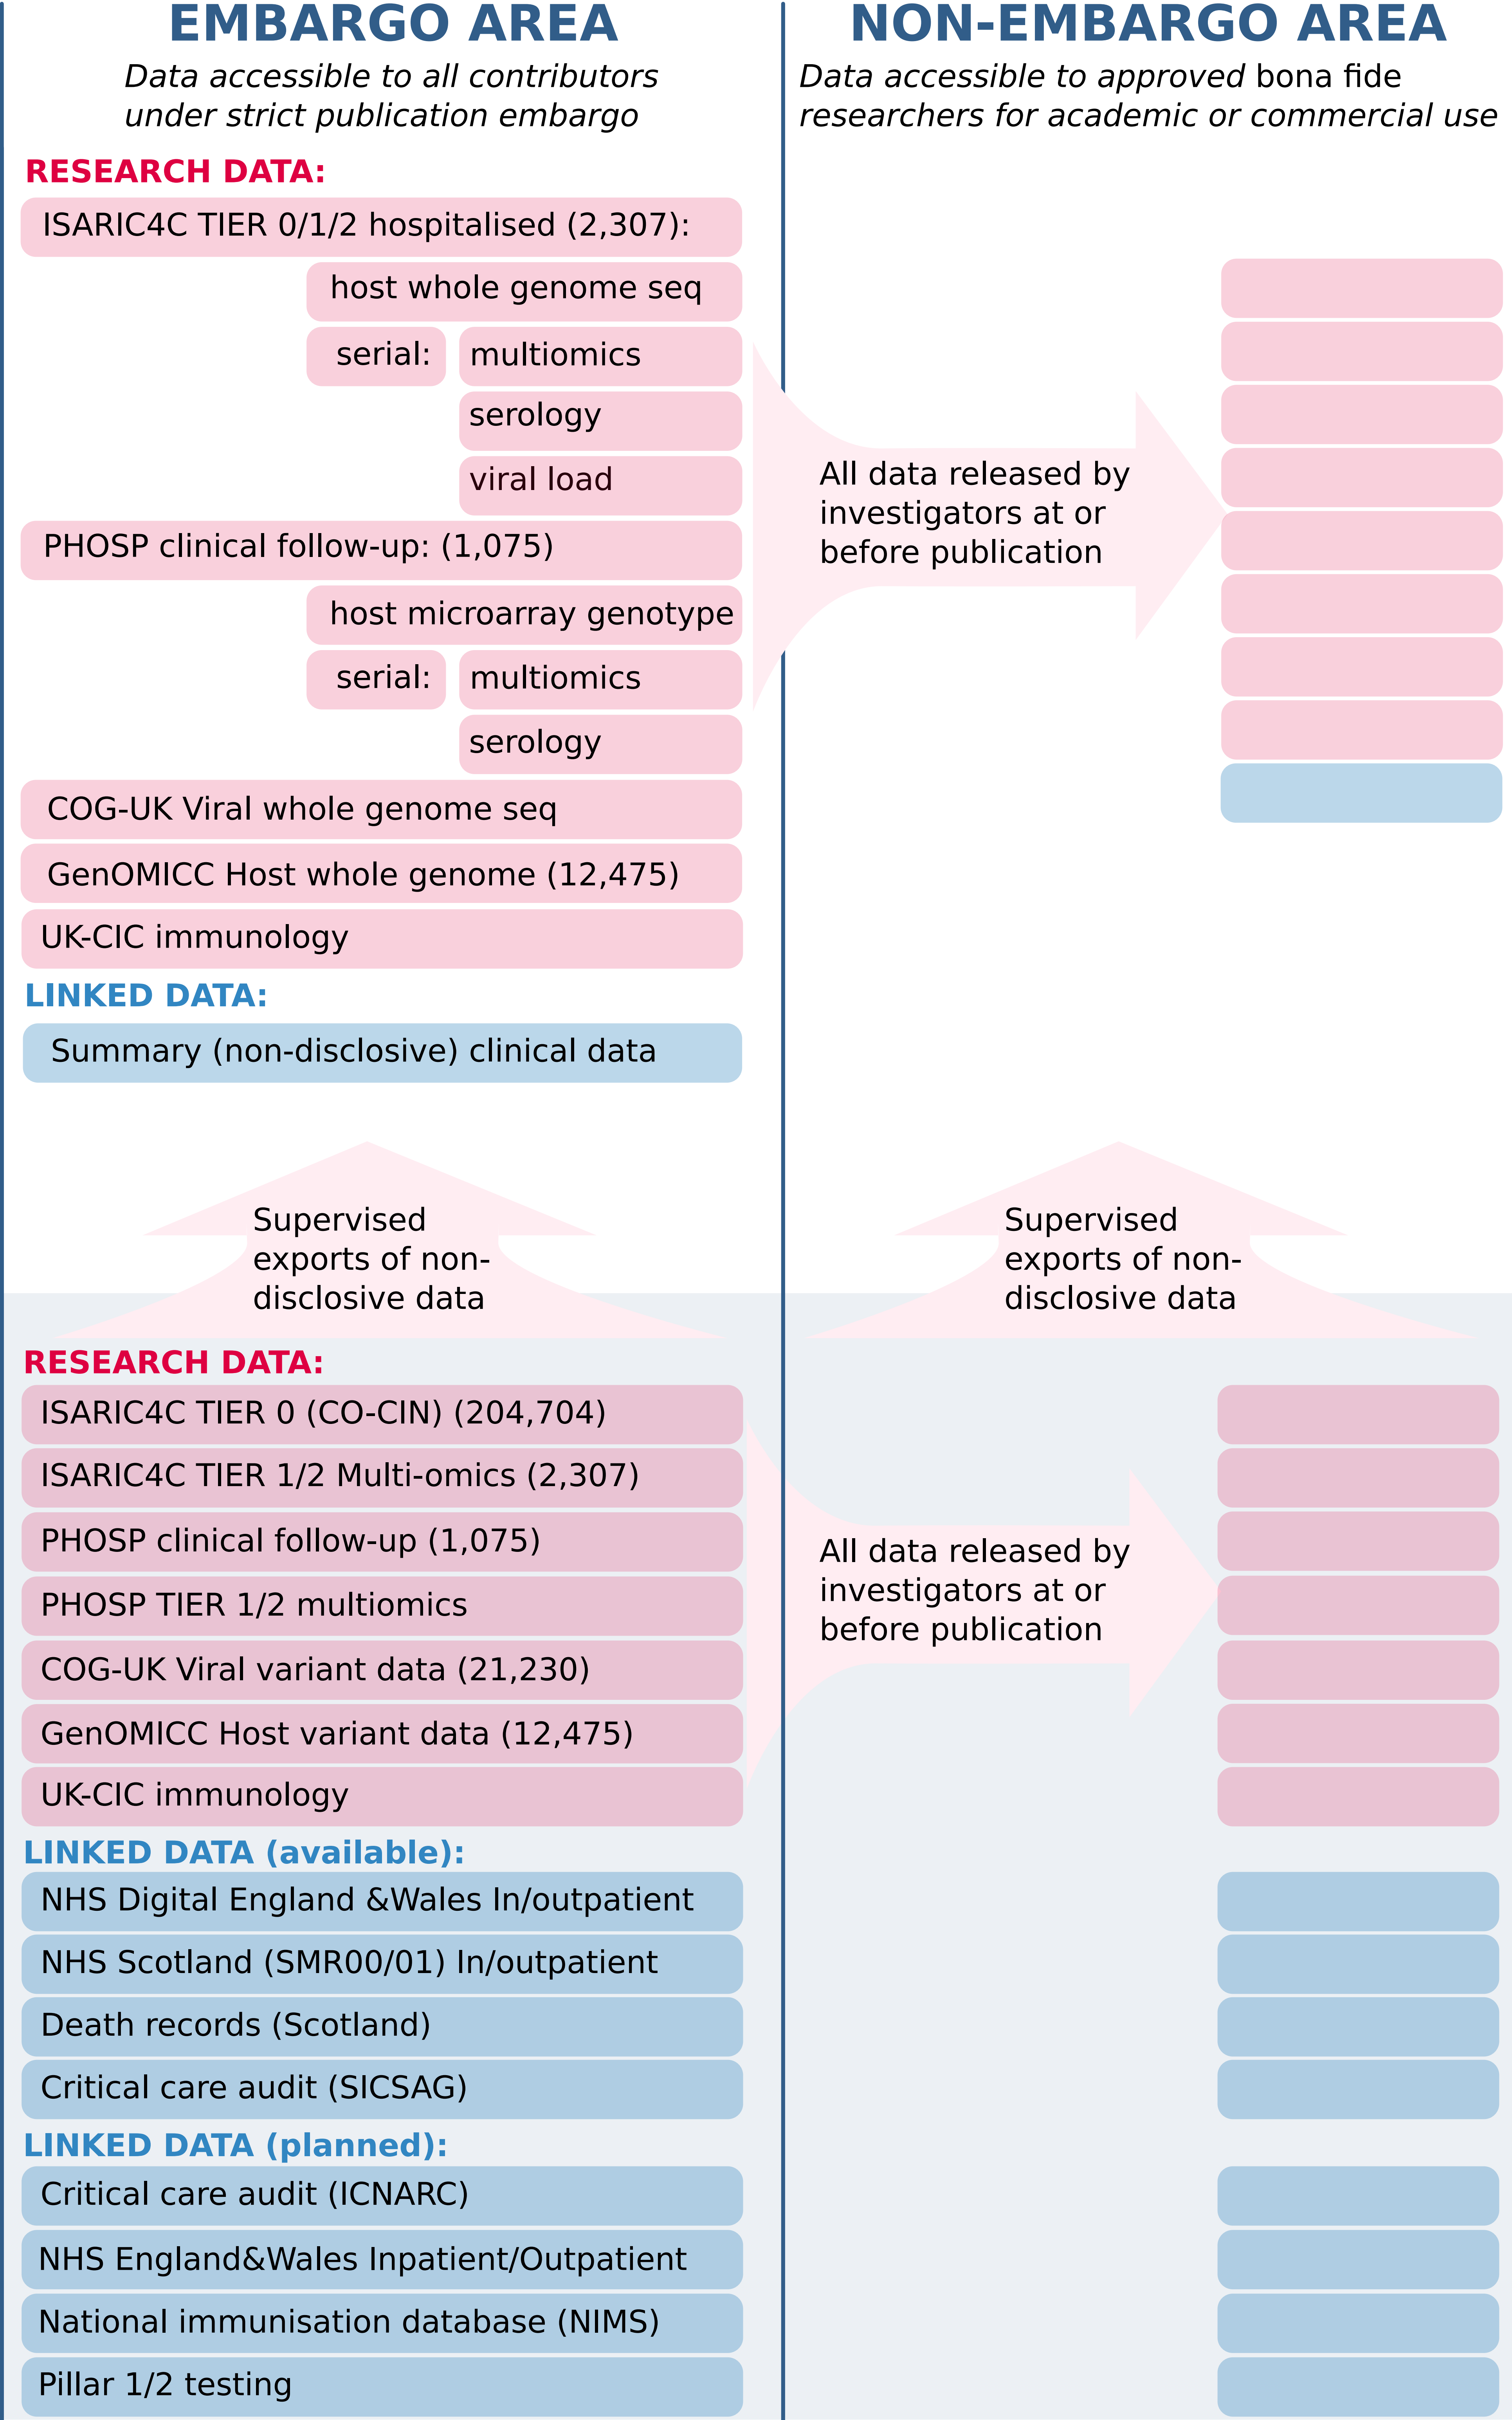 EMBARGO AREA
Data accessible to all contributors
under strict publication embargo
NON-EMBARGO AREA
Data accessible to approved bona fide
researchers for academic or commercial use
RESEARCH DATA:
ISARIC4C TIER 0/1/2 hospitalised (2,307):
host whole genome seq
serial: multiomics
serology
viral load
PHOSP clinical follow-up: (1,075)
host microarray genotype
serial: multiomics
serology
COG-UK Viral whole genome seq
GenOMICC Host whole genome (12,475)
UK-CIC immunology
LINKED DATA:
Summary (non-disclosive) clinical data
All data released by
investigators at or
before publication
Supervised
exports of non-
disclosive data
Supervised
exports of non-
disclosive data
RESEARCH DATA:
ISARIC4C TIER 0 (CO-CIN) (204,704)
ISARIC4C TIER 1/2 Multi-omics (2,307)
PHOSP clinical follow-up (1,075)
PHOSP TIER 1/2 multiomics
COG-UK Viral variant data (21,230)
GenOMICC Host variant data (12,475)
UK-CIC immunology
All data released by
investigators at or
before publication
LINKED DATA (available):
NHS Digital England &Wales In/outpatient
NHS Scotland (SMR00/01) In/outpatient
Death records (Scotland)
Critical care audit (SICSAG)
LINKED DATA (planned):
Critical care audit (ICNARC)
NHS England&Wales Inpatient/Outpatient
National immunisation database (NIMS)
Pillar 1/2 testing